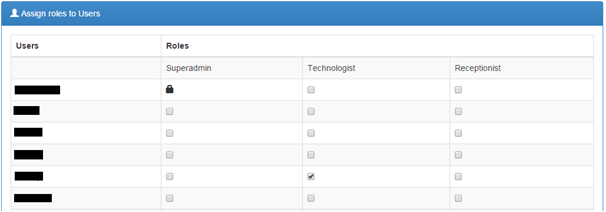 Assign roles to Users
Users Roles
Superadmin Technologist Receptionist